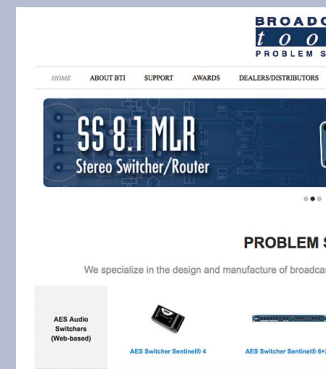 BROADC
t o o
PROBLEM S
HOME ABOUT BTI SUPPORT AWARDS DEALERS/DISTRIBUTORS
SS 8.1 MLR
Stereo Switcher/Router
PROBLEM S
We specialize in the design and manufacture of broadcas
AES Audio
Switchers
(Web-based)
AES Switcher Sentinel® 4 AES Switcher Sentinel® 6+